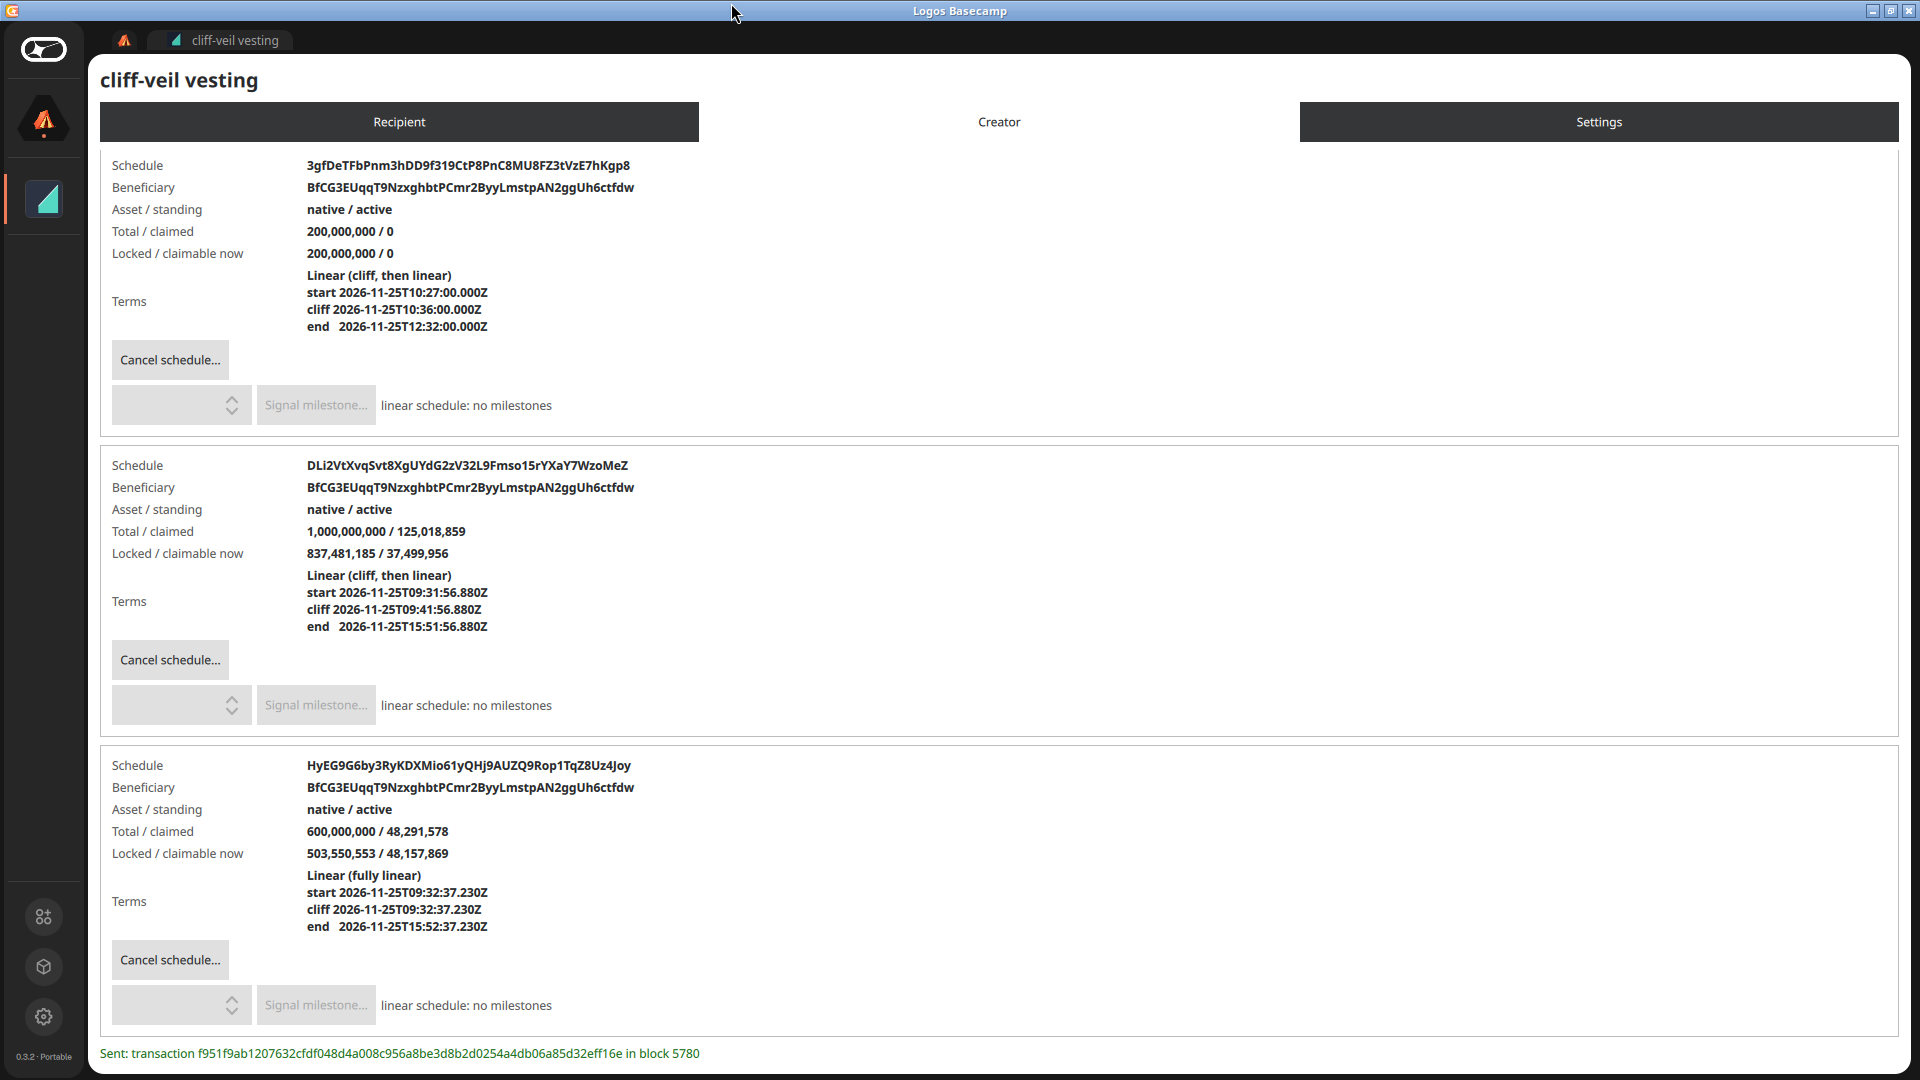 Logos Basecamp
cliff-veil vesting
cliff-veil vesting
Recipient
Creator
Settings
Schedule 3gfDeTFbPnm3hDD9f319CtP8PnC8MU8FZ3tVzE7hKgp8
Beneficiary BfCG3EUqqT9NzxghbtPCmr2ByyLmstpAN2ggUh6ctfdw
Asset / standing native / active
Total / claimed 200,000,000 / 0
Locked / claimable now 200,000,000 / 0
Terms Linear (cliff, then linear)
start 2026-11-25T10:27:00.000Z
cliff 2026-11-25T10:36:00.000Z
end 2026-11-25T12:32:00.000Z
Cancel schedule...
Signal milestone... linear schedule: no milestones
Schedule DLi2VtXvqSvt8XgUYdG2zV32L9Fmso15rYXaY7WzoMeZ
Beneficiary BfCG3EUqqT9NzxghbtPCmr2ByyLmstpAN2ggUh6ctfdw
Asset / standing native / active
Total / claimed 1,000,000,000 / 125,018,859
Locked / claimable now 837,481,185 / 37,499,956
Terms Linear (cliff, then linear)
start 2026-11-25T09:31:56.880Z
cliff 2026-11-25T09:41:56.880Z
end 2026-11-25T15:51:56.880Z
Cancel schedule...
Signal milestone... linear schedule: no milestones
Schedule HyEG9G6by3RyKDXMio61yQHj9AUZQ9Rop1TqZ8Uz4Joy
Beneficiary BfCG3EUqqT9NzxghbtPCmr2ByyLmstpAN2ggUh6ctfdw
Asset / standing native / active
Total / claimed 600,000,000 / 48,291,578
Locked / claimable now 503,550,553 / 48,157,869
Terms Linear (fully linear)
start 2026-11-25T09:32:37.230Z
cliff 2026-11-25T09:32:37.230Z
end 2026-11-25T15:52:37.230Z
Cancel schedule...
Signal milestone... linear schedule: no milestones
Sent: transaction f951f9ab1207632cfdf048d4a008c956a8be3d8b2d0254a4db06a85d32eff16e in block 5780
0.3.2 · Portable